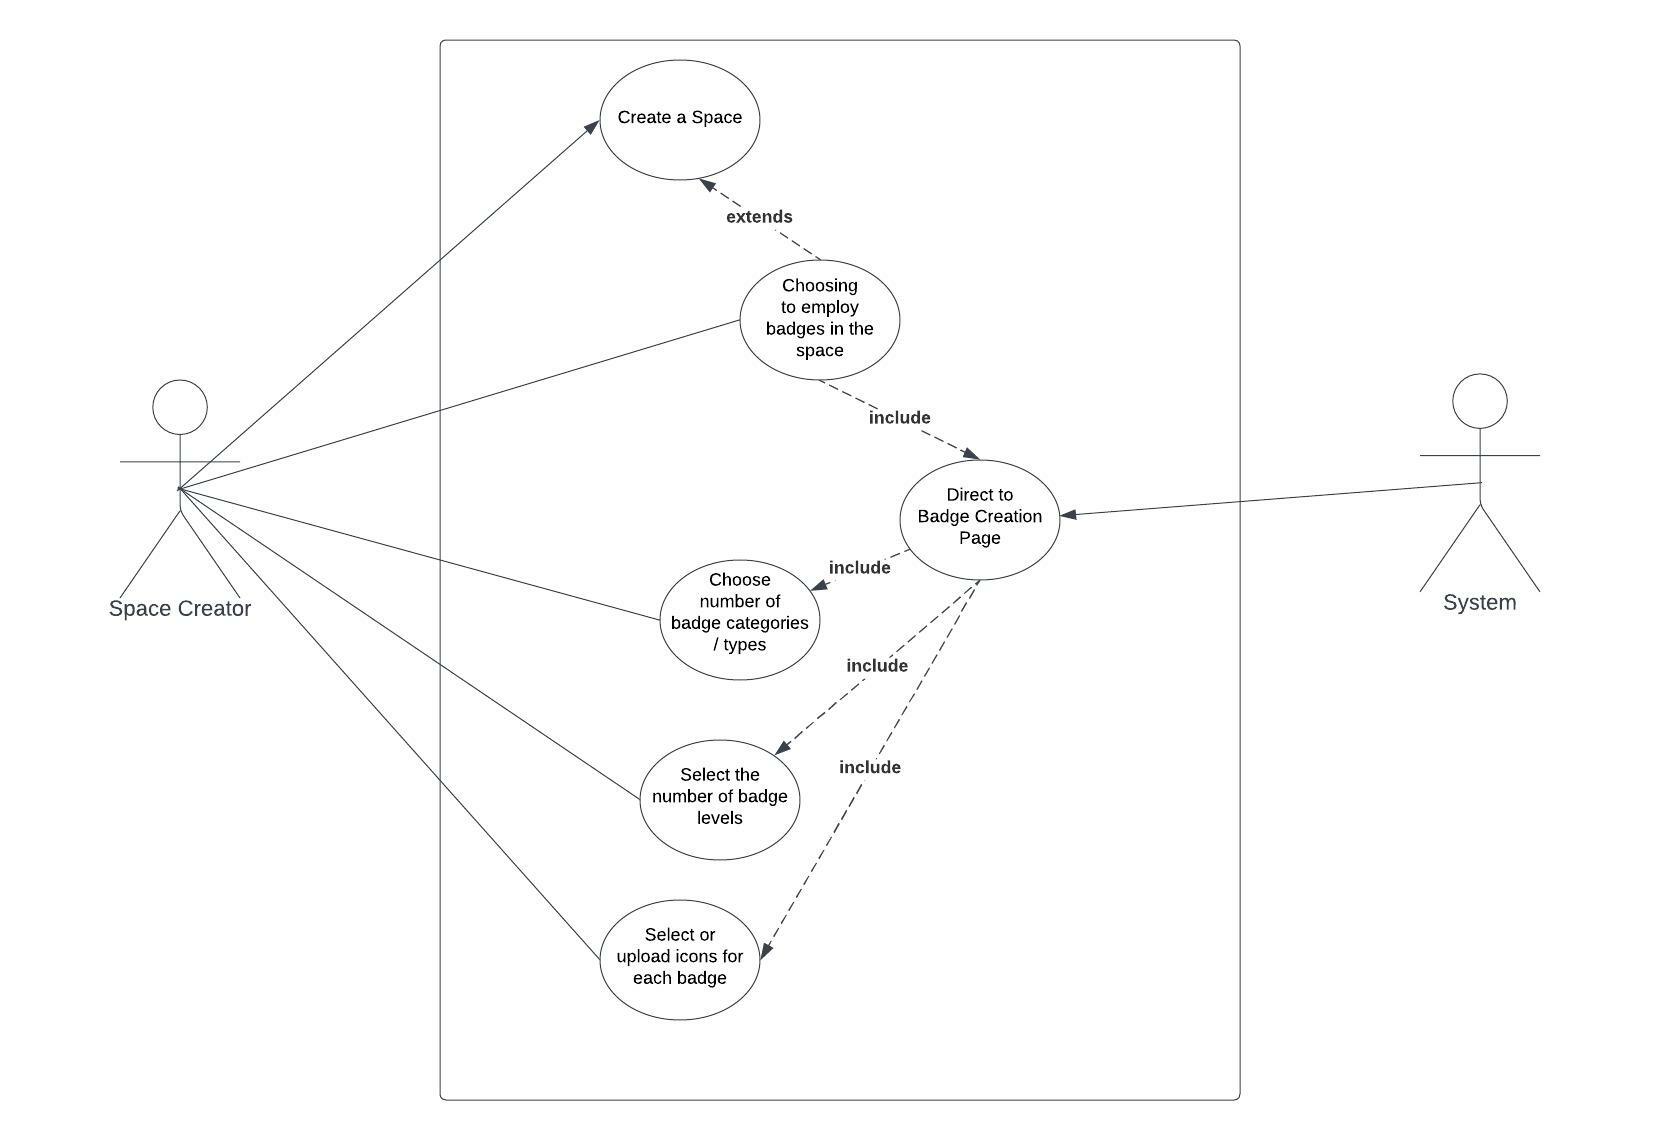 Create a Space
extends
Choosing
to employ
badges in the
space
include
Direct to
Badge Creation
Page
include
Choose
number of
badge categories
/ types
Space Creator
System
include
Select the
number of badge
levels
include
Select or
upload icons for
each badge